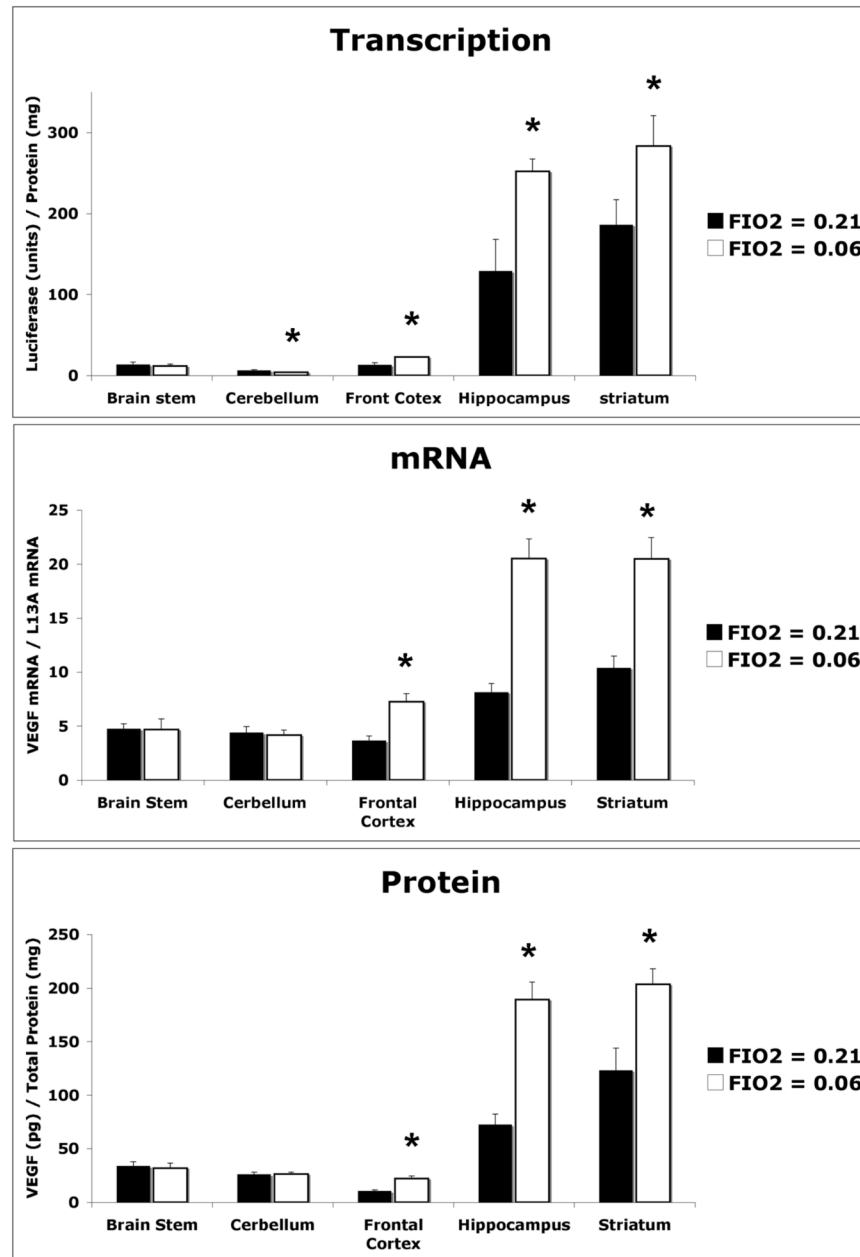 Transcription
Luciferase (units) / Protein (mg)
300
200
100
0
*
*
*
*
Brain stem
Cerebellum
Front Cotex
Hippocampus
striatum
FIO2 = 0.21
FIO2 = 0.06
mRNA
VEGF mRNA / L13A mRNA
25
20
15
10
5
0
*
*
*
Brain Stem
Cerbellum
Frontal
Cortex
Hippocampus
Striatum
FIO2 = 0.21
FIO2 = 0.06
Protein
VEGF (pg) / Total Protein (mg)
250
200
150
100
50
0
*
*
*
Brain Stem
Cerbellum
Frontal
Cortex
Hippocampus
Striatum
FIO2 = 0.21
FIO2 = 0.06